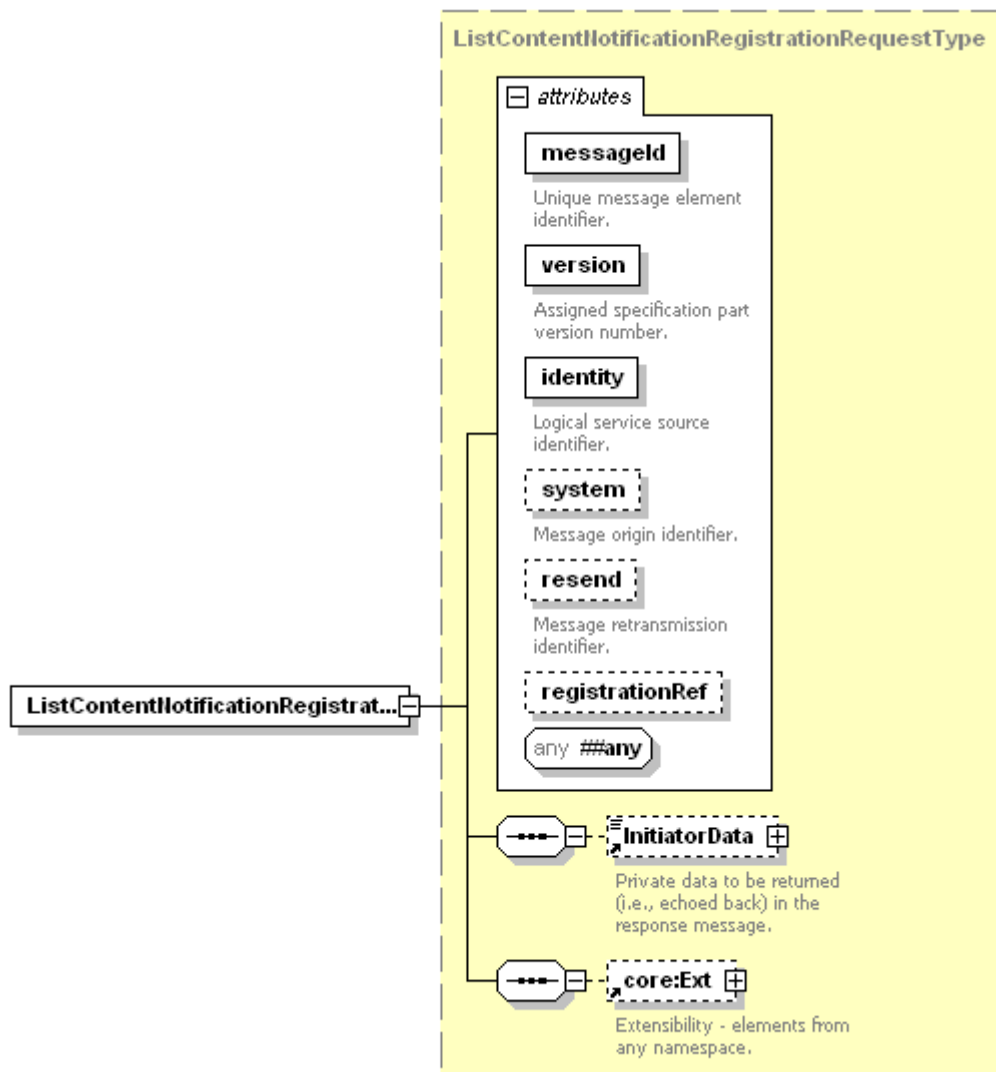 ListContentNotificationRegistrationRequestType
attributes
messageId
Unique message element
identifier.
version
Assigned specification part
version number.
identity
Logical service source
identifier.
system
Message origin identifier.
resend
Message retransmission
identifier.
registrationRef
any ##any
ListContentNotificationRegistrat...
InitiatorData
Private data to be returned
(i.e., echoed back) in the
response message.
core:Ext
Extensibility - elements from
any namespace.